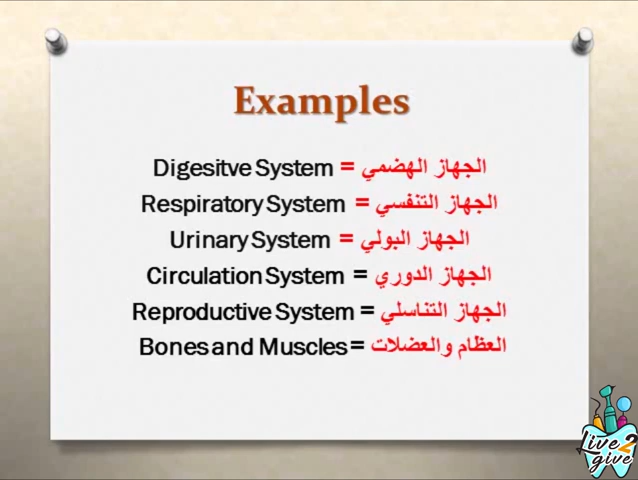 Examples
Digesitve System = الجهاز الهضمي
Respiratory System = الجهاز التنفسي
Urinary System = الجهاز البولي
Circulation System = الجهاز الدوري
Reproductive System = الجهاز التناسلي
Bones and Muscles = العظام والعضلات
Live 2
give